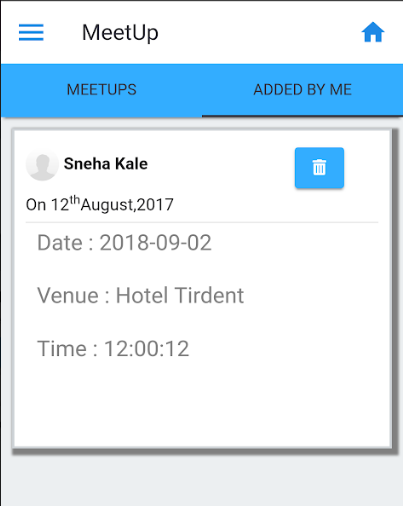 MeetUp
MEETUPS ADDED BY ME
Sneha Kale
On 12thAugust,2017
Date : 2018-09-02
Venue : Hotel Tirdent
Time : 12:00:12